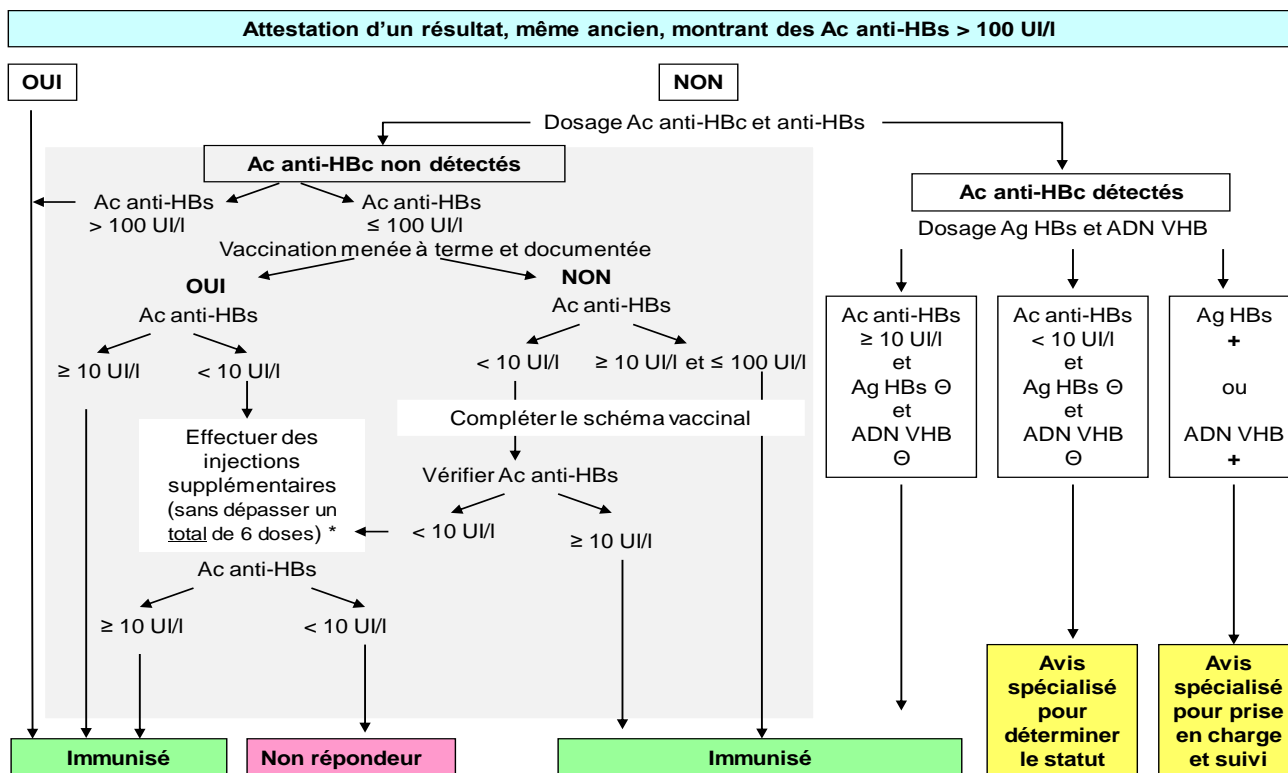 Attestation d'un résultat, même ancien, montrant des Ac anti-HBs > 100 UI/l
OUI
NON
Dosage Ac anti-HBc et anti-HBs
Ac anti-HBc non détectés
Ac anti-HBs
> 100 UI/l
Ac anti-HBs
≤ 100 UI/l
Vaccination menée à terme et documentée
OUI
Ac anti-HBs
≥ 10 UI/l
< 10 UI/l
Effectuer des
injections
supplémentaires
(sans dépasser un
total de 6 doses) *
Ac anti-HBs
≥ 10 UI/l
< 10 UI/l
NON
Ac anti-HBs
< 10 UI/l
≥ 10 UI/l et ≤ 100 UI/l
Compléter le schéma vaccinal
Vérifier Ac anti-HBs
< 10 UI/l
≥ 10 UI/l
Ac anti-HBc détectés
Dosage Ag HBs et ADN VHB
Ac anti-HBs
≥ 10 UI/l
et
Ag HBs Θ
et
ADN VHB
Θ
Ac anti-HBs
< 10 UI/l
et
Ag HBs Θ
et
ADN VHB
Θ
Ag HBs
+
ou
ADN VHB
+
Immunisé
Non répondeur
Immunisé
Avis
spécialisé
pour
déterminer
le statut
Avis
spécialisé
pour prise
en charge
et suivi